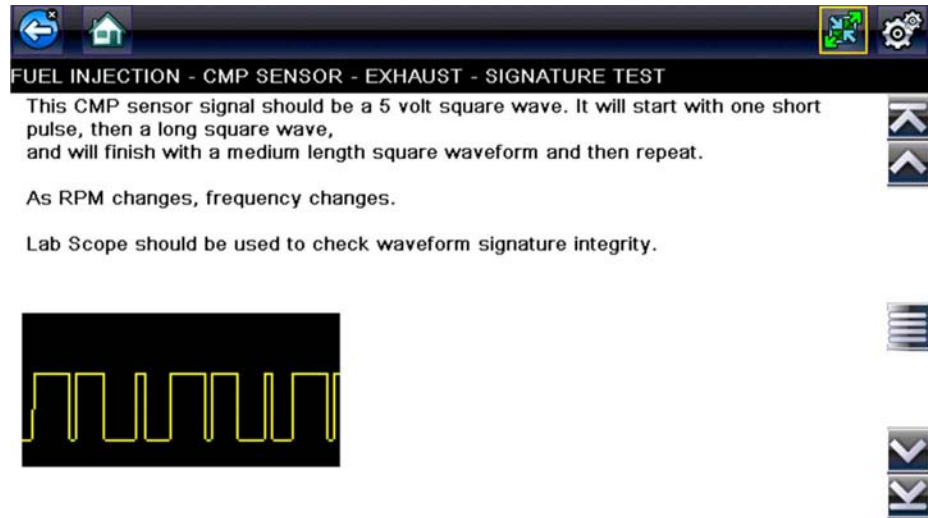 FUEL INJECTION - CMP SENSOR - EXHAUST - SIGNATURE TEST
This CMP sensor signal should be a 5 volt square wave. It will start with one short
pulse, then a long square wave,
and will finish with a medium length square waveform and then repeat.
As RPM changes, frequency changes.
Lab Scope should be used to check waveform signature integrity.